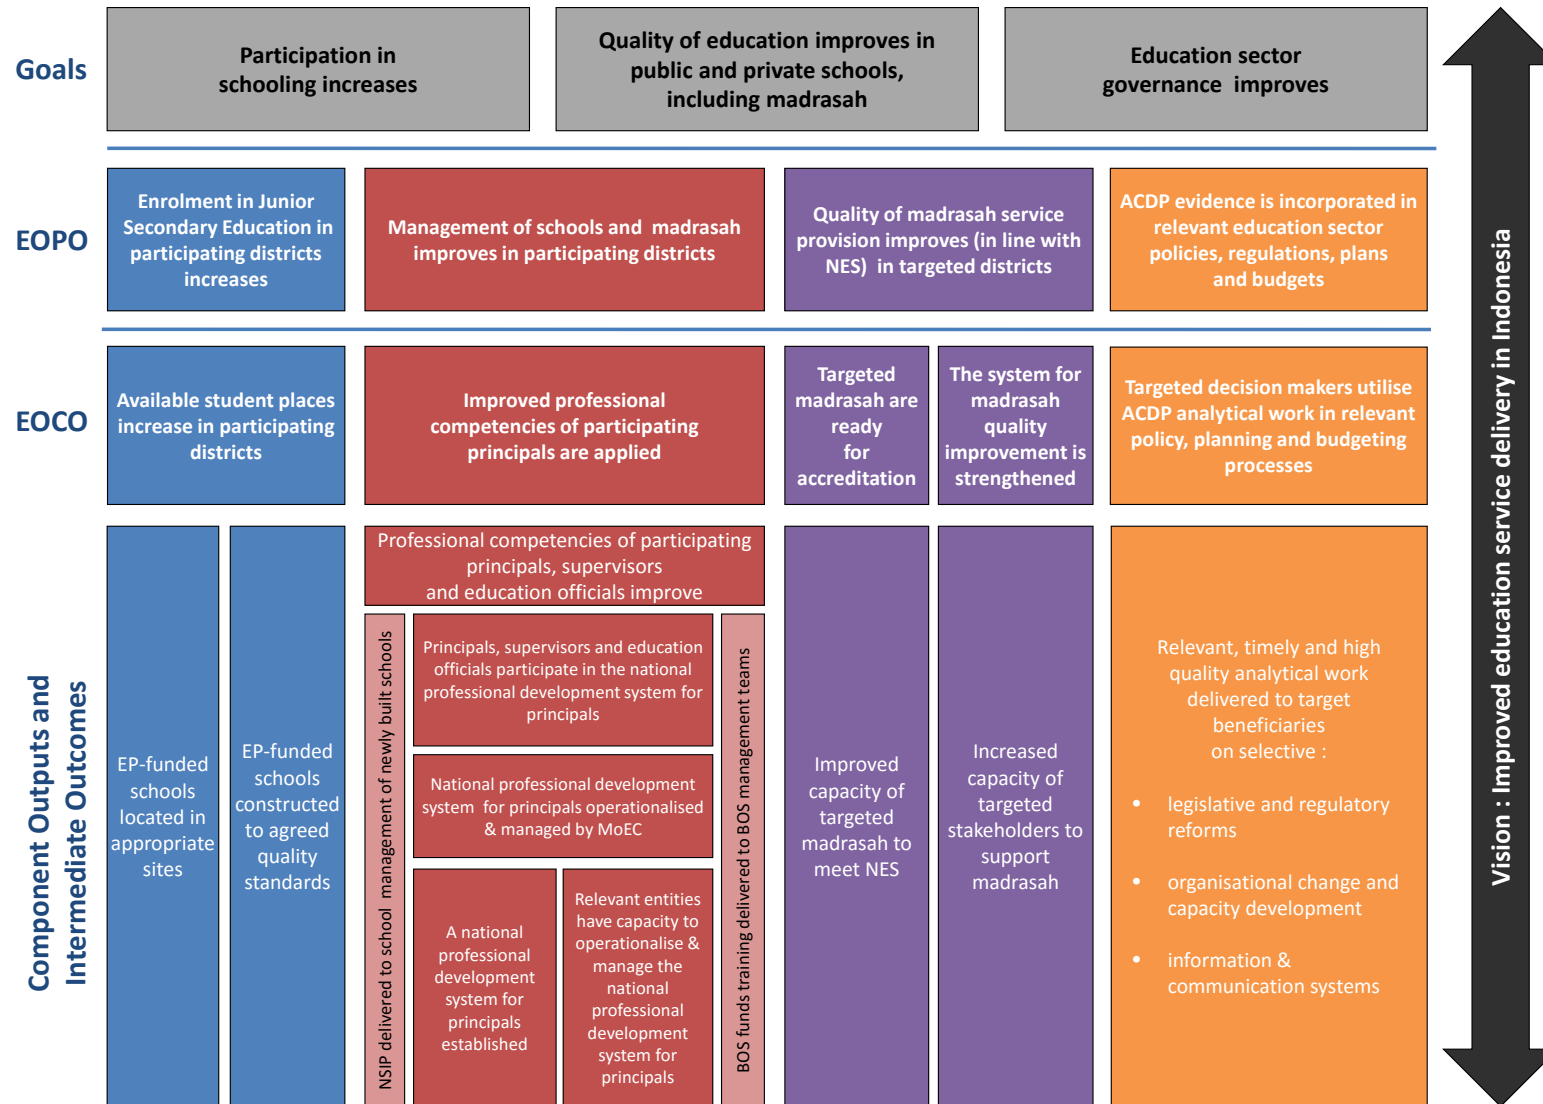 Goals
Participation in
schooling increases
Quality of education improves in
public and private schools,
including madrasah
Education sector
governance improves
EOPO
Enrolment in Junior
Secondary Education in
participating districts
increases
Management of schools and madrasah
improves in participating districts
Quality of madrasah service
provision improves (in line with
NES) in targeted districts
ACDP evidence is incorporated in
relevant education sector
policies, regulations, plans
and budgets
EOCO
Available student places
increase in participating
districts
Improved professional
competencies of participating
principals are applied
Targeted
madrasah are
ready
for
accreditation
The system for
madrasah
quality
improvement is
strengthened
Targeted decision makers utilise
ACDP analytical work in relevant
policy, planning and budgeting
processes
Component Outputs and
Intermediate Outcomes
EP-funded
schools
located in
appropriate
sites
EP-funded
schools
constructed
to agreed
quality
standards
Professional competencies of participating
principals, supervisors
and education officials improve
NSIP delivered to school management of newly built schools
Principals, supervisors and education
officials participate in the national
professional development system for
principals
National professional development
system for principals operationalised
& managed by MoEC
A national
professional
development
system for
principals
established
Relevant entities
have capacity to
operationalise &
manage the
national
professional
development
system for
principals
BOS funds training delivered to BOS management teams
Improved
capacity of
targeted
madrasah to
meet NES
Increased
capacity of
targeted
stakeholders to
support
madrasah
Relevant, timely and high
quality analytical work
delivered to target
beneficiaries
on selective :
• legislative and regulatory
reforms
• organisational change and
capacity development
• information &
communication systems
Vision : Improved education service delivery in Indonesia